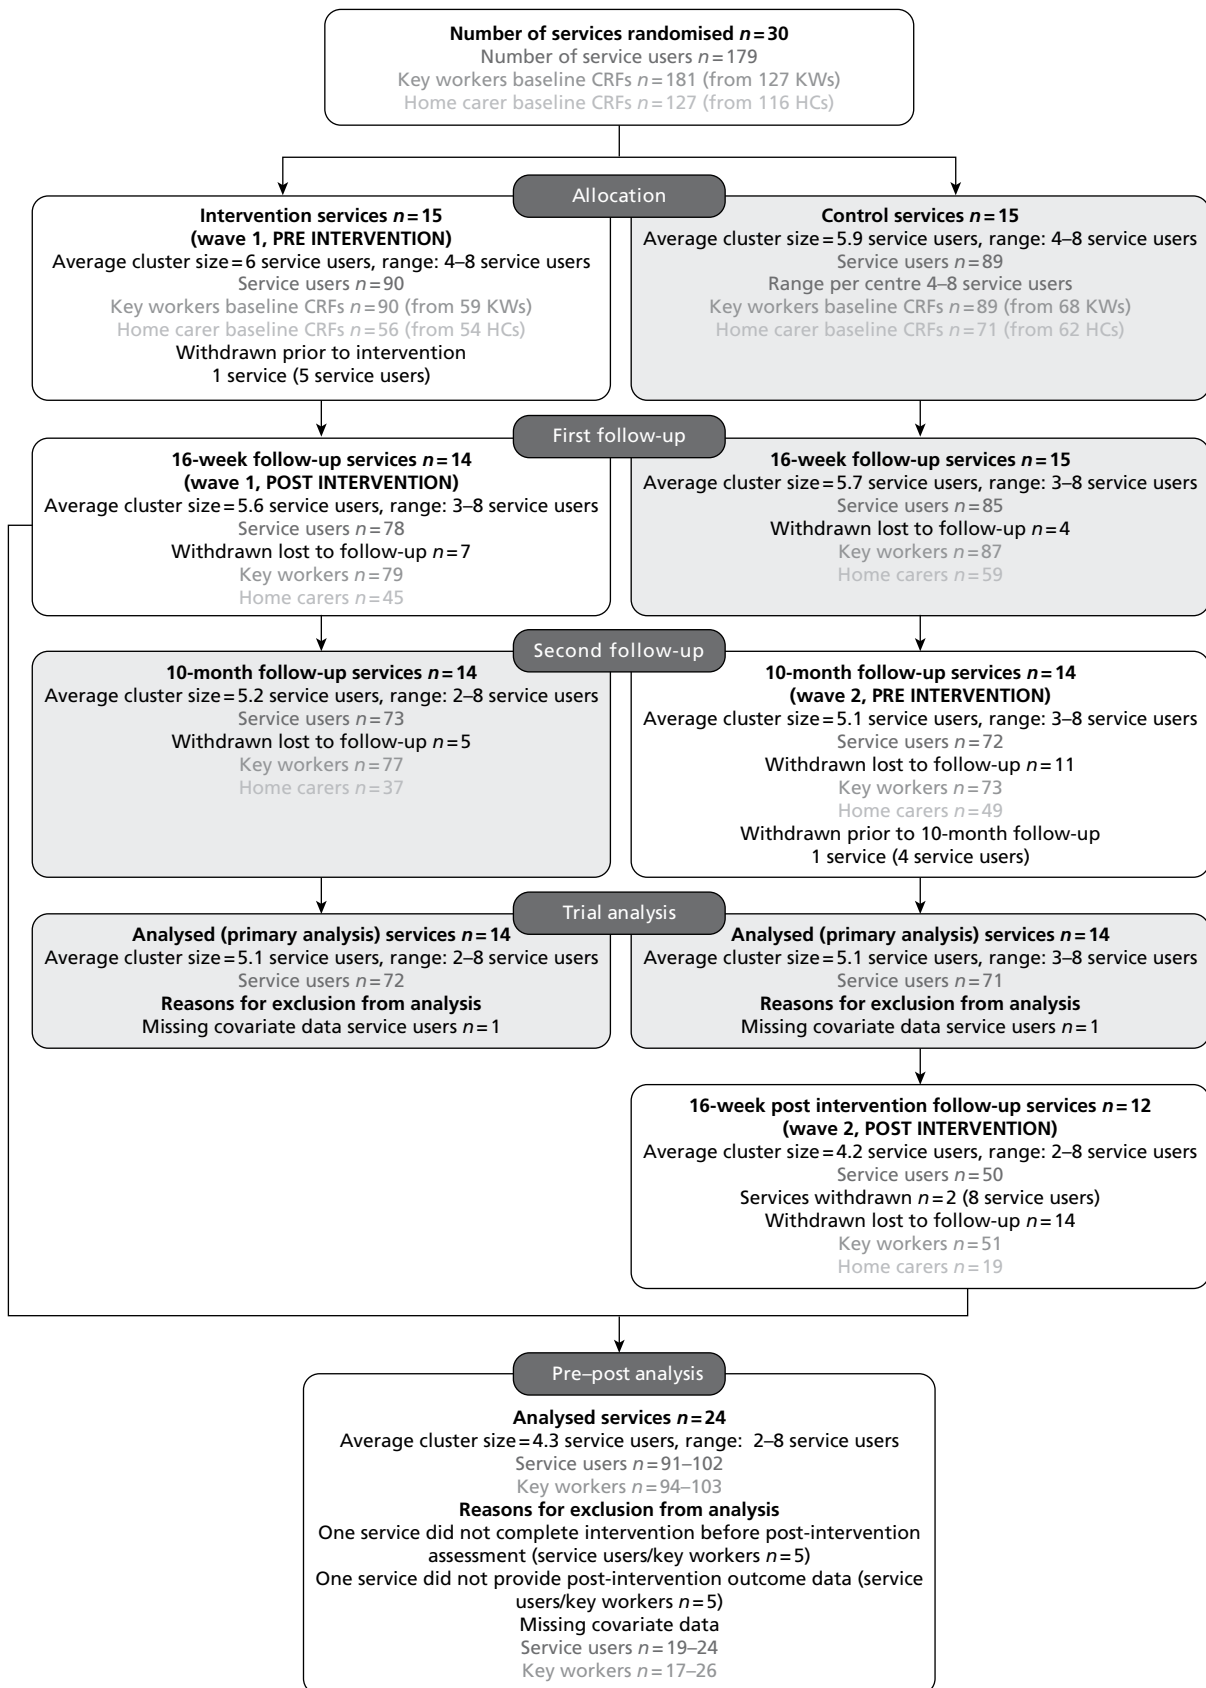 Number of services randomised n=30
Number of service users n=179
Key workers baseline CRFs n=181 (from 127 KWs)
Home carer baseline CRFs n=127 (from 116 HCs)
Allocation
Intervention services n=15
(wave 1, PRE INTERVENTION)
Average cluster size=6 service users, range: 4–8 service users
Service users n=90
Key workers baseline CRFs n=90 (from 59 KWs)
Home carer baseline CRFs n=56 (from 54 HCs)
Withdrawn prior to intervention
1 service (5 service users)
Control services n=15
Average cluster size=5.9 service users, range: 4–8 service users
Service users n=89
Range per centre 4–8 service users
Key workers baseline CRFs n=89 (from 68 KWs)
Home carer baseline CRFs n=71 (from 62 HCs)
First follow-up
16-week follow-up services n=14
(wave 1, POST INTERVENTION)
Average cluster size=5.6 service users, range: 3–8 service users
Service users n=78
Withdrawn lost to follow-up n=7
Key workers n=79
Home carers n=45
16-week follow-up services n=15
Average cluster size=5.7 service users, range: 3–8 service users
Service users n=85
Withdrawn lost to follow-up n=4
Key workers n=87
Home carers n=59
Second follow-up
10-month follow-up services n=14
Average cluster size=5.2 service users, range: 2–8 service users
Service users n=73
Withdrawn lost to follow-up n=5
Key workers n=77
Home carers n=37
10-month follow-up services n=14
(wave 2, PRE INTERVENTION)
Average cluster size=5.1 service users, range: 3–8 service users
Service users n=72
Withdrawn lost to follow-up n=11
Key workers n=73
Home carers n=49
Withdrawn prior to 10-month follow-up
1 service (4 service users)
Trial analysis
Analysed (primary analysis) services n=14
Average cluster size=5.1 service users, range: 2–8 service users
Service users n=72
Reasons for exclusion from analysis
Missing covariate data service users n=1
Analysed (primary analysis) services n=14
Average cluster size=5.1 service users, range: 3–8 service users
Service users n=71
Reasons for exclusion from analysis
Missing covariate data service users n=1
16-week post intervention follow-up services n=12
(wave 2, POST INTERVENTION)
Average cluster size=4.2 service users, range: 2–8 service users
Service users n=50
Services withdrawn n=2 (8 service users)
Withdrawn lost to follow-up n=14
Key workers n=51
Home carers n=19
Pre–post analysis
Analysed services n=24
Average cluster size=4.3 service users, range: 2–8 service users
Service users n=91–102
Key workers n=94–103
Reasons for exclusion from analysis
One service did not complete intervention before post-intervention
assessment (service users/key workers n=5)
One service did not provide post-intervention outcome data (service
users/key workers n=5)
Missing covariate data
Service users n=19–24
Key workers n=17–26